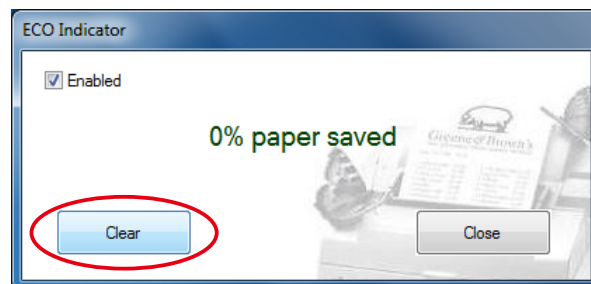 ECO Indicator
Enabled
0% paper saved
Greene & Brown's
Clear
Close